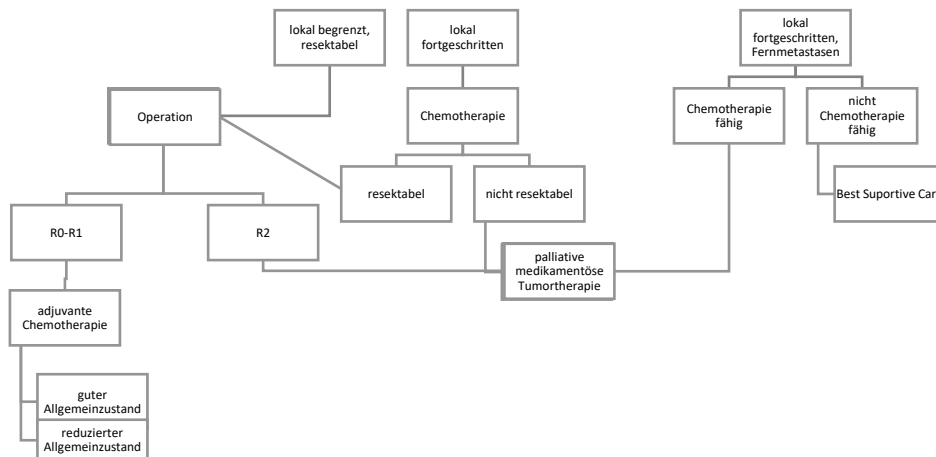 lokal begrenzt,
resektabel
lokal
fortgeschritten
lokal
fortgeschritten,
Fernmetastasen
Operation
Chemotherapie
Chemotherapie
fähig
nicht
Chemotherapie
fähig
resektabel
nicht resektabel
Best Suportive Car
R0-R1
R2
palliative
medikamentöse
Tumortherapie
adjuvante
Chemotherapie
guter
Allgemeinzustand
reduzierter
Allgemeinzustand